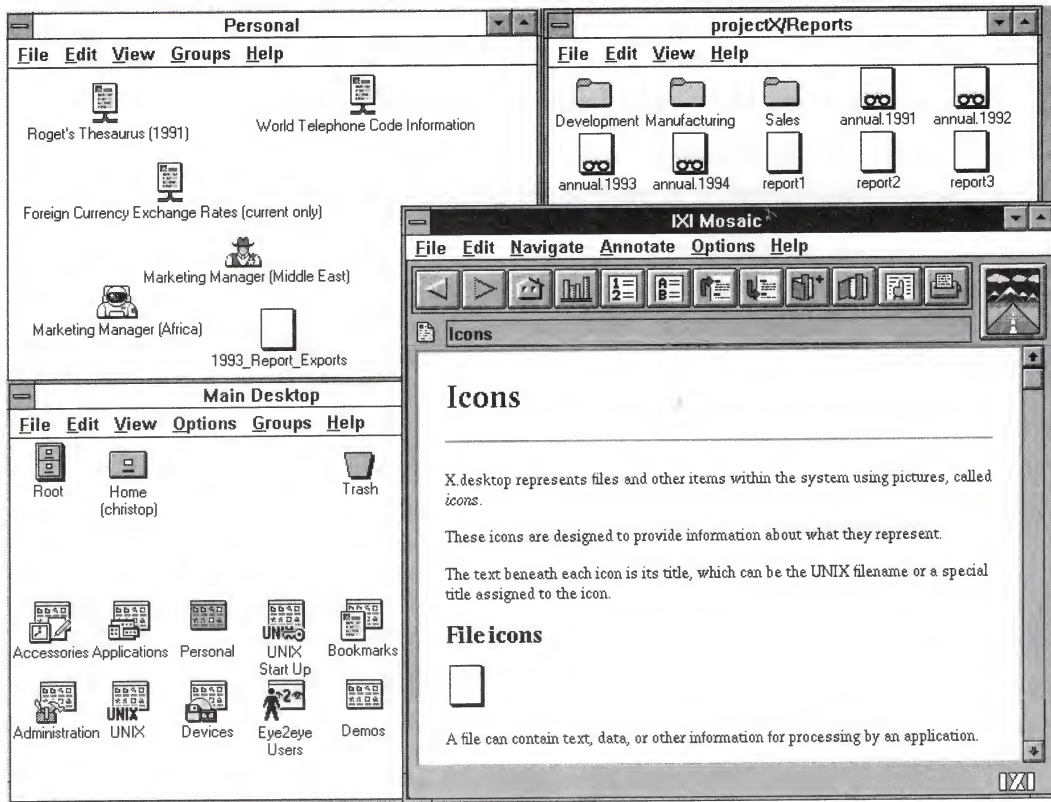 Personal
File Edit View Groups Help
Roget's Thesaurus (1991)
World Telephone Code Information
Foreign Currency Exchange Rates (current only)
Marketing Manager (Middle East)
Marketing Manager (Africa)
1993_Report_Exports
projectX/Reports
File Edit View Help
Development Manufacturing Sales annual.1991 annual.1992
annual.1993 annual.1994 report1 report2 report3
Main Desktop
File Edit View Options Groups Help
Root
Home
(christop)
Trash
Accessories Applications Personal
UNIX
UNIX
Start Up
Bookmarks
UNIX
2
Administration UNIX Devices
Eye2eye
Users
Demos
IXI Mosaic
File Edit Navigate Annotate Options Help
1
2
A
B
Icons
Icons
X.desktop represents files and other items within the system using pictures, called
icons.
These icons are designed to provide information about what they represent.
The text beneath each icon is its title, which can be the UNIX filename or a special
title assigned to the icon.
File icons
A file can contain text, data, or other information for processing by an application.
IXI